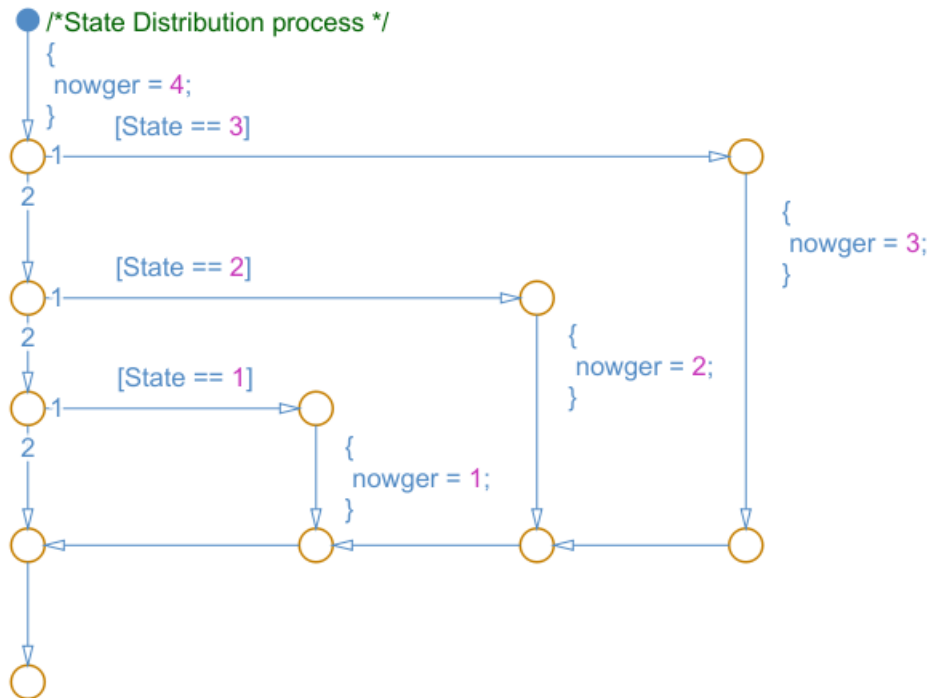 /*State Distribution process */
{
nowger = 4;
}
[State == 3]
1
2
{
nowger = 3;
}
[State == 2]
1
2
{
nowger = 2;
}
[State == 1]
1
2
{
nowger = 1;
}